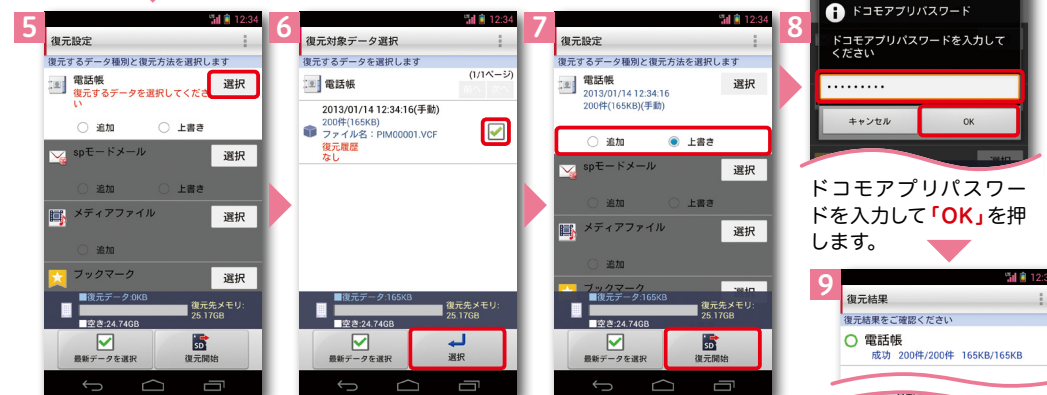 5
12:34
復元設定
復元するデータ種別と復元方法を選択します
電話帳
復元するデータを選択してくださ
い
選択
追加
上書き
spモードメール
選択
追加
上書き
メディアファイル
選択
追加
ブックマーク
選択
■復元データ:0KB
復元先メモリ:
25.17GB
■空き:24.74GB
最新データを選択
復元開始
6
12:34
復元対象データ選択
復元するデータを選択します
電話帳
(1/1ページ)
前へ 次へ
2013/01/14 12:34:16(手動)
200件(165KB)
ファイル名：PIM00001.VCF
復元履歴
なし
■復元データ:165KB
復元先メモリ:
25.17GB
■空き:24.74GB
最新データを選択
選択
7
12:34
復元設定
復元するデータ種別と復元方法を選択します
電話帳
2013/01/14 12:34:16
200件(165KB)(手動)
選択
追加
上書き
spモードメール
選択
追加
上書き
メディアファイル
選択
追加
ブックマーク
■復元データ:165KB
復元先メモリ:
25.17GB
■空き:24.74GB
最新データを選択
SD
復元開始
8
ドコモアプリパスワード
ドコモアプリパスワードを入力して
ください
キャンセル
OK
ドコモアプリパスワー
ドを入力して「OK」を押
します。
9
復元結果
復元結果をご確認ください
電話帳
成功 200件/200件 165KB/165KB